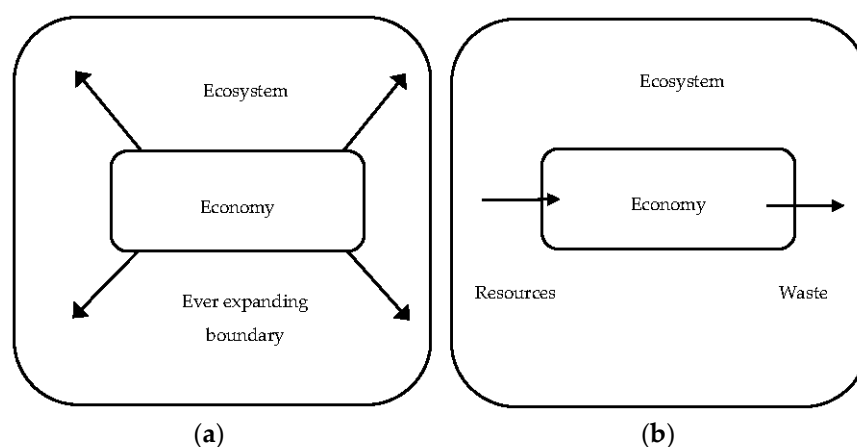 Ecosystem
Economy
Ever expanding
boundary
(a)
Ecosystem
Economy
Resources
Waste
(b)